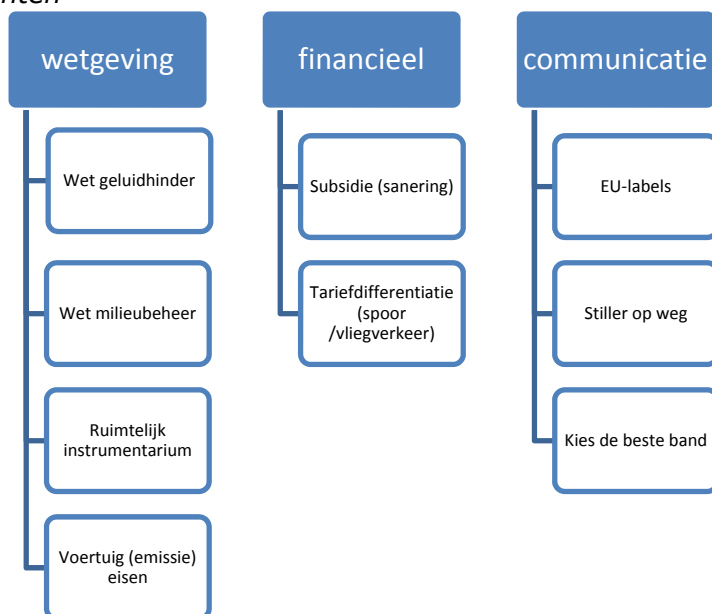 wetgeving
Wet geluidhinder
Wet milieubeheer
Ruimtelijk
instrumentarium
Voertuig (emissie)
eisen
financieel
Subsidie (sanering)
Tariefdifferentiatie
(spoor
/vliegverkeer)
communicatie
EU-labels
Stiller op weg
Kies de beste band